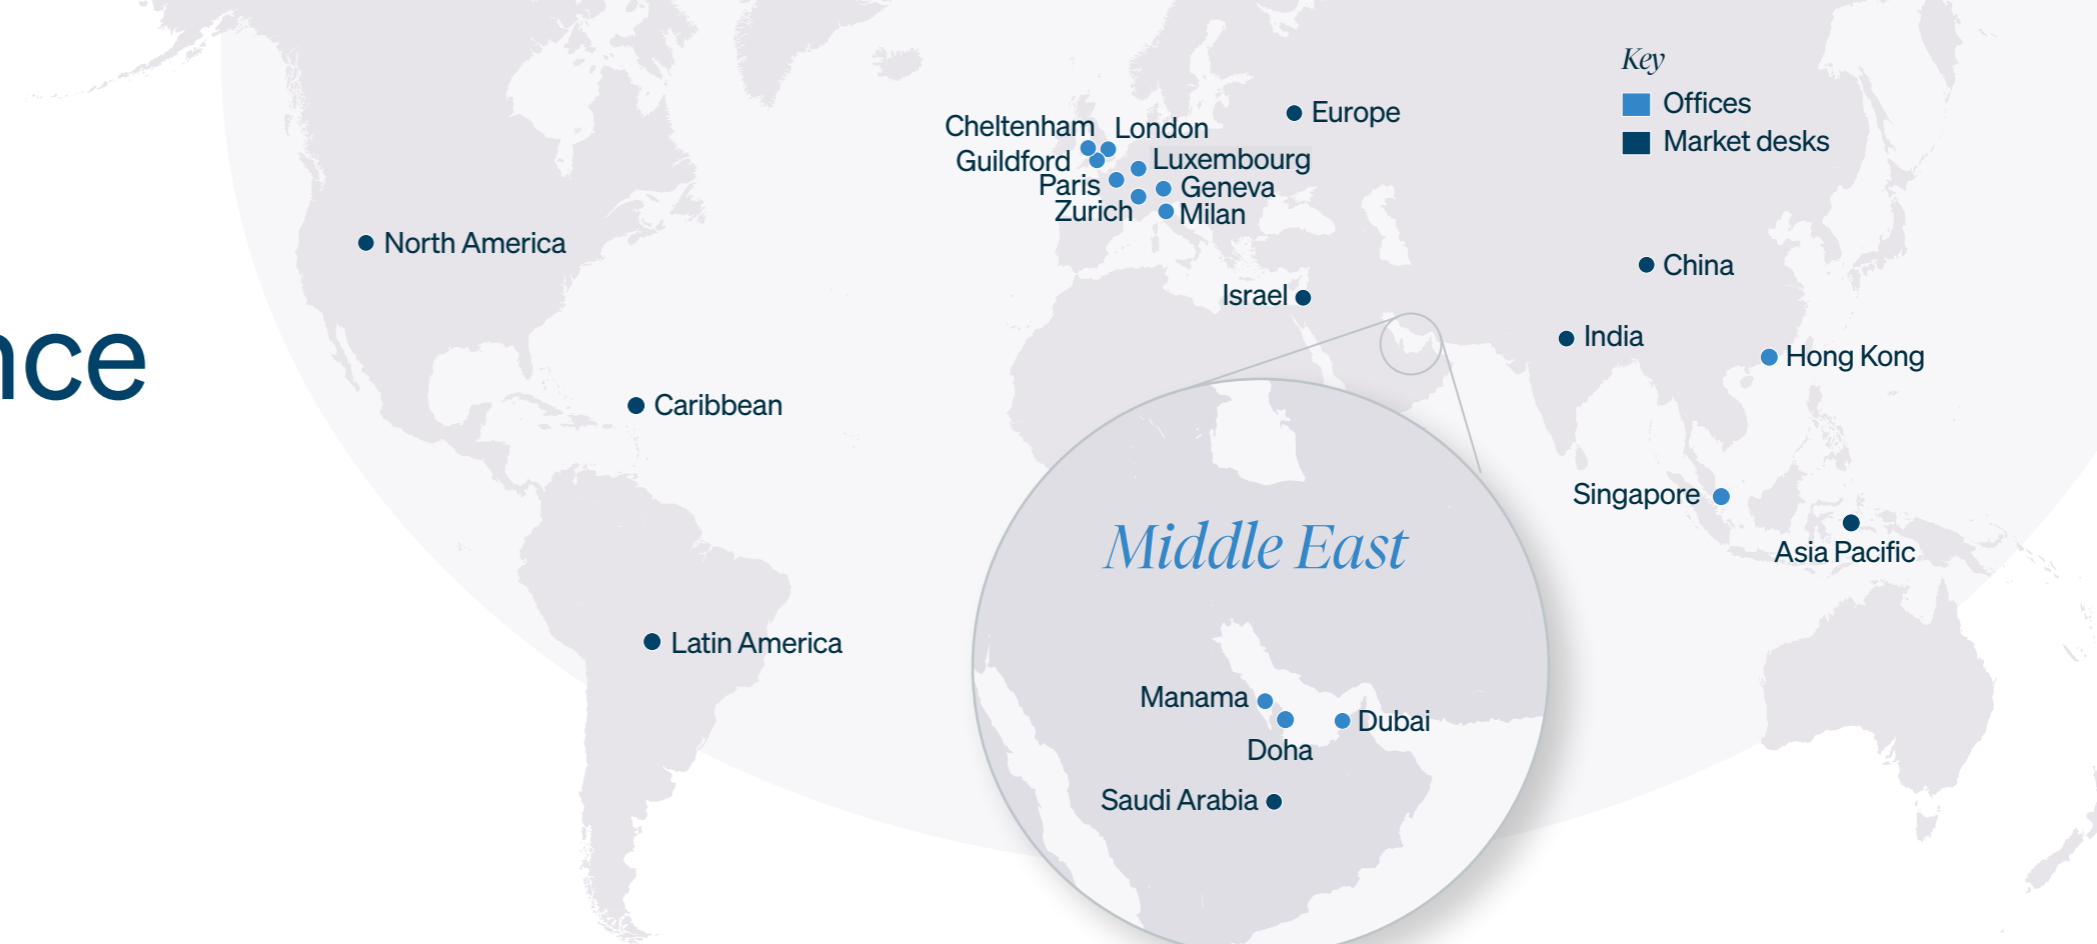 nce
Key
Offices
Market desks
Cheltenham
London
Guildford
Luxembourg
Paris
Geneva
Zurich
Milan
Europe
North America
Israel
China
India
Hong Kong
Caribbean
Singapore
Asia Pacific
Latin America
Middle East
Manama
Doha
Dubai
Saudi Arabia